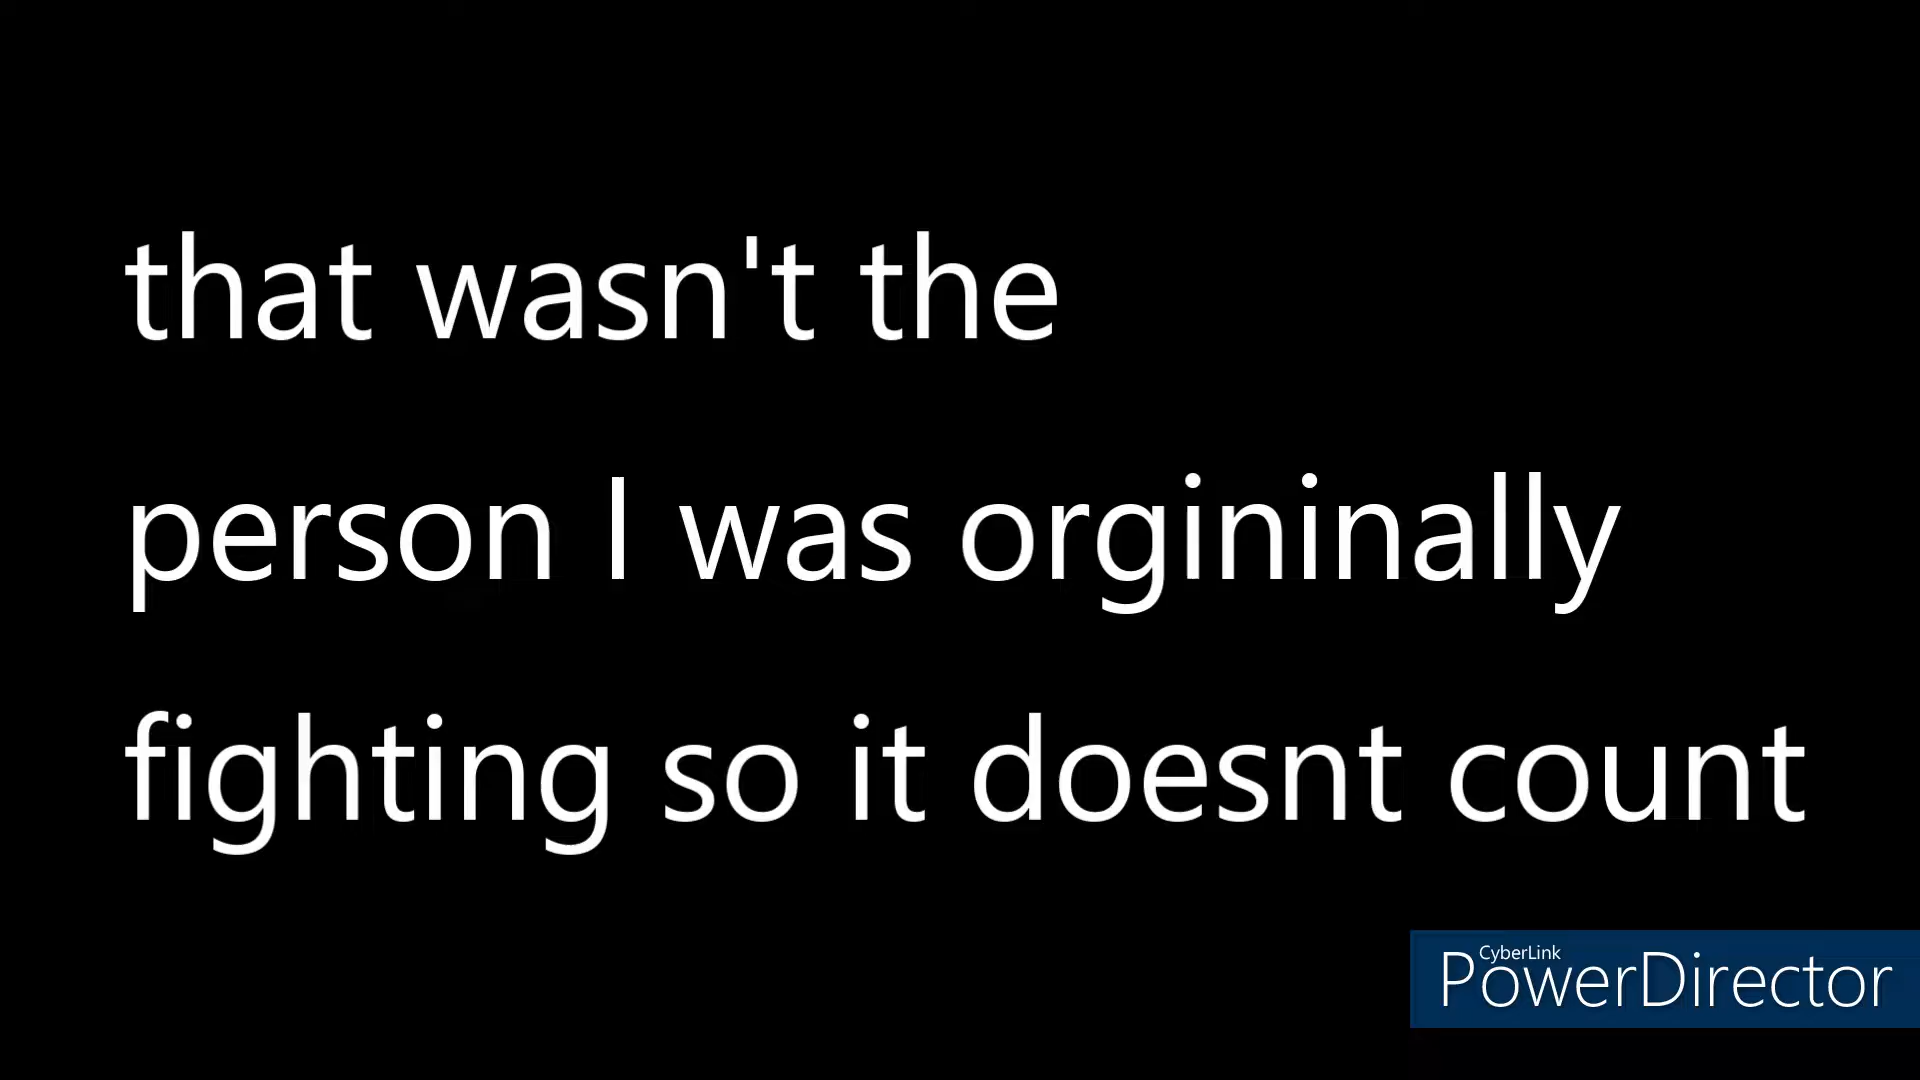 that wasn't the
person I was orgininally
fighting so it doesnt count
CyberLink
PowerDirector